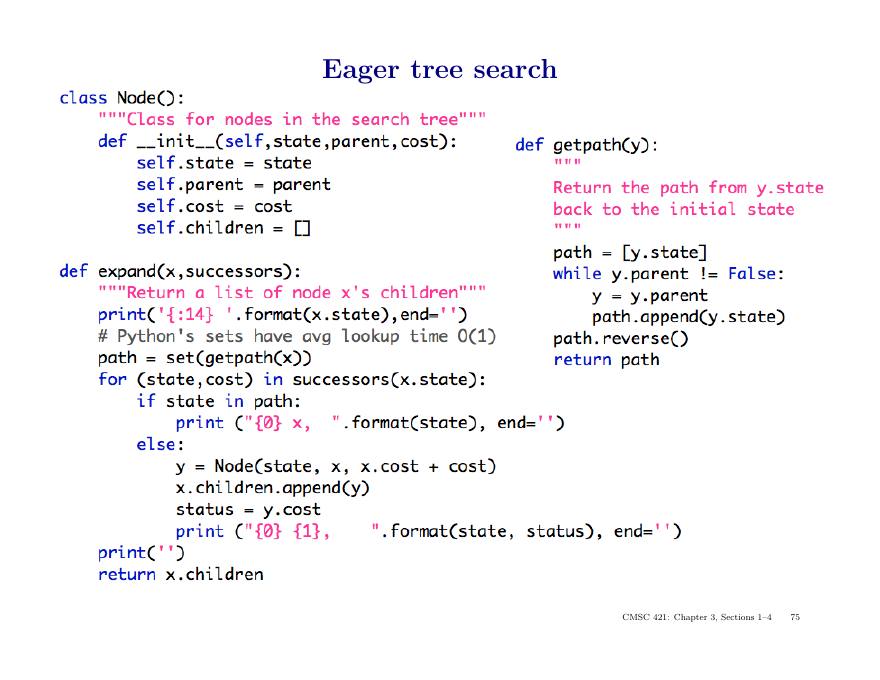 Eager tree search
class Node():
    """Class for nodes in the search tree"""
    def __init__(self,state,parent,cost):
        self.state = state
        self.parent = parent
        self.cost = cost
        self.children = []
def expand(x,successors):
    """Return a list of node x's children"""
    print('{:14} '.format(x.state),end='')
    # Python's sets have avg lookup time O(1)
    path = set(getpath(x))
    for (state,cost) in successors(x.state):
        if state in path:
            print ("{0} x,  ".format(state), end='')
        else:
            y = Node(state, x, x.cost + cost)
            x.children.append(y)
            status = y.cost
            print ("{0} {1},    ".format(state, status), end='')
    print('')
    return x.children
def getpath(y):
    """
    Return the path from y.state
    back to the initial state
    """
    path = [y.state]
    while y.parent != False:
        y = y.parent
        path.append(y.state)
    path.reverse()
    return path
CMSC 421: Chapter 3, Sections 1–4 75